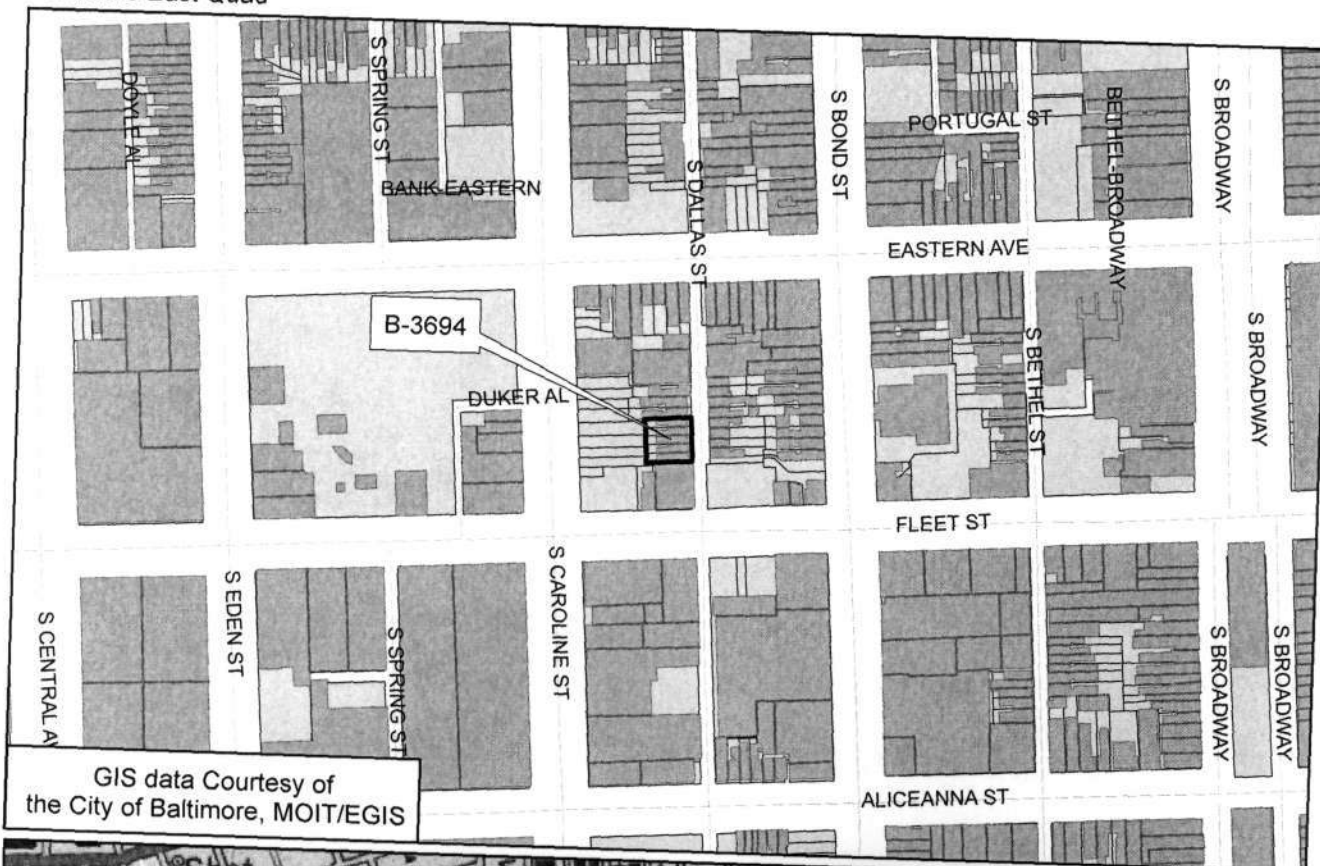 East Quad
DOYLE AL
S SPRING ST
BANK-EASTERN
S DALLAS ST
S BOND ST
PORTUGAL ST
BETHEL-BROADWAY
S BROADWAY
EASTERN AVE
B-3694
DUKER AL
S BETHEL ST
S BROADWAY
FLEET ST
S CENTRAL AV
S EDEN ST
S SPRING ST
S CAROLINE ST
S BROADWAY
S BROADWAY
GIS data Courtesy of
the City of Baltimore, MOIT/EGIS
ALICEANNA ST